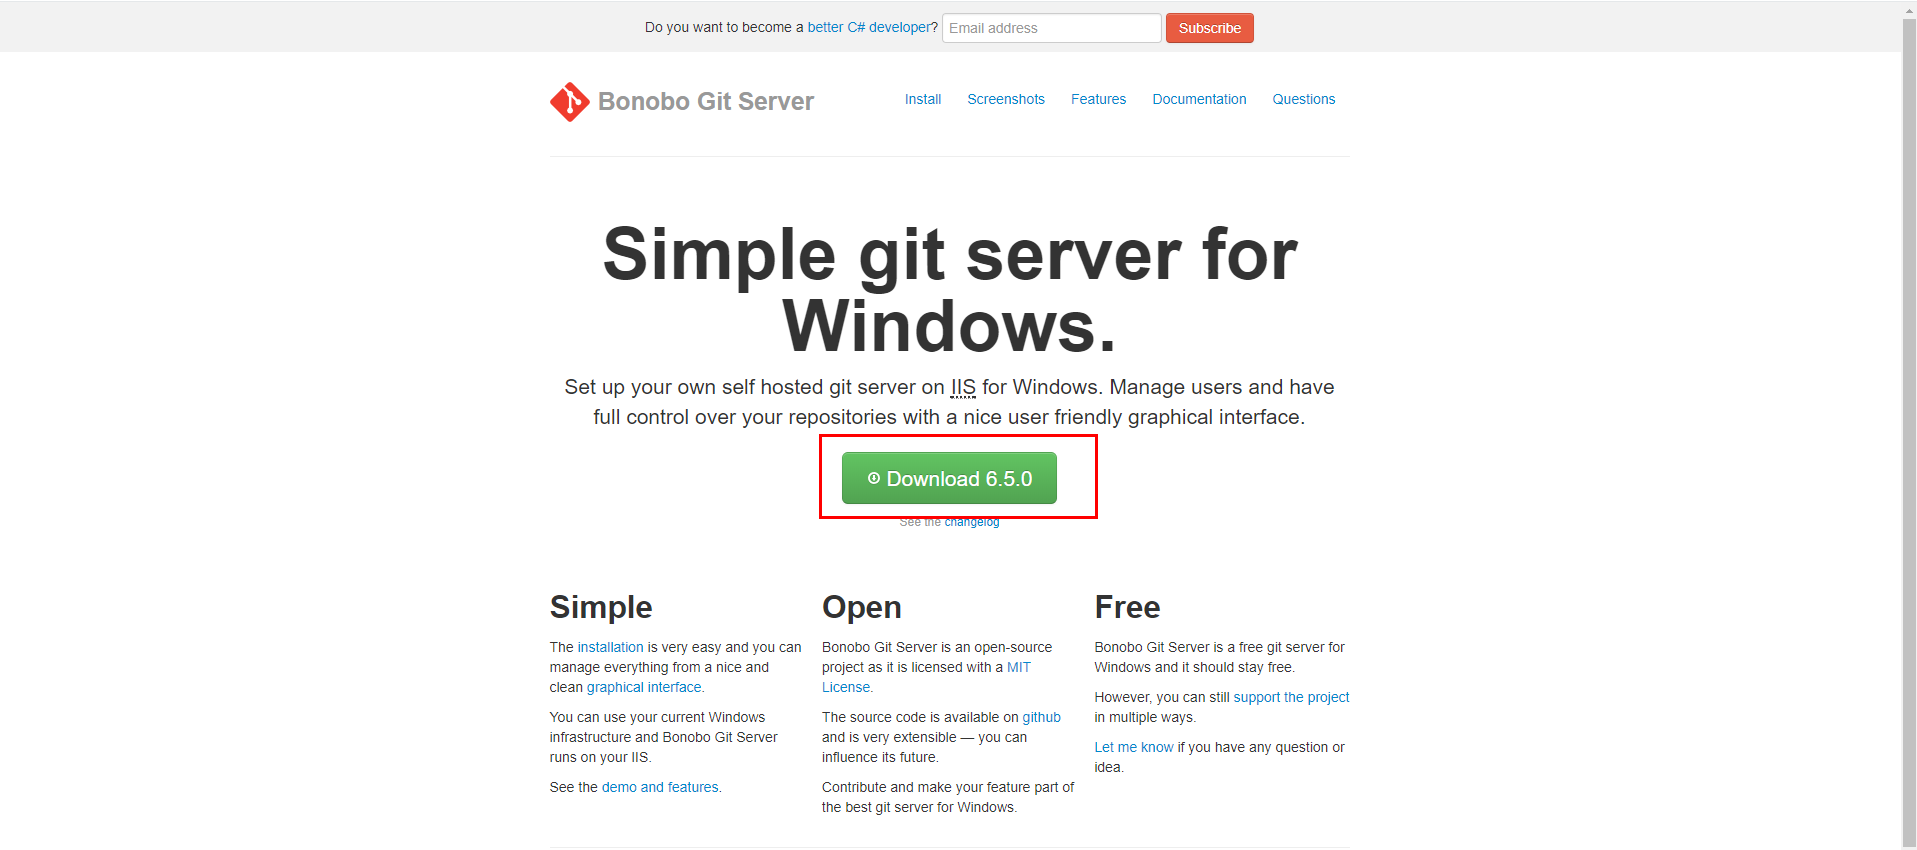 Do you want to become a better C# developer? Email address Subscribe
Bonobo Git Server
Install Screenshots Features Documentation Questions
Simple git server for
Windows.
Set up your own self hosted git server on IIS for Windows. Manage users and have
full control over your repositories with a nice user friendly graphical interface.
Download 6.5.0
See the changelog
Simple
The installation is very easy and you can
manage everything from a nice and
clean graphical interface.
You can use your current Windows
infrastructure and Bonobo Git Server
runs on your IIS.
See the demo and features.
Open
Bonobo Git Server is an open-source
project as it is licensed with a MIT
License.
The source code is available on github
and is very extensible — you can
influence its future.
Contribute and make your feature part of
the best git server for Windows.
Free
Bonobo Git Server is a free git server for
Windows and it should stay free.
However, you can still support the project
in multiple ways.
Let me know if you have any question or
idea.